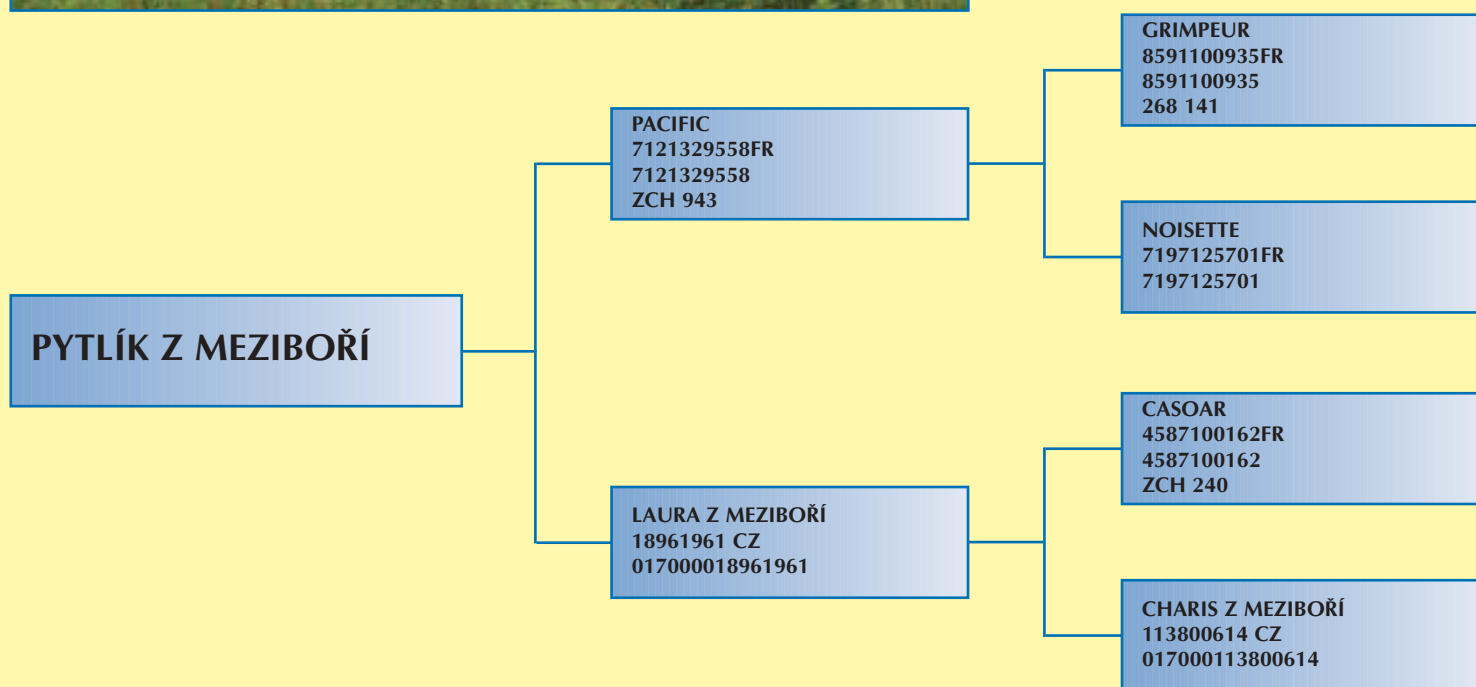 GRIMPEUR
8591100935FR
8591100935
268 141
PACIFIC
7121329558FR
7121329558
ZCH 943
NOISETTE
7197125701FR
7197125701
PYTLÍK Z MEZIBOŘÍ
CASOAR
4587100162FR
4587100162
ZCH 240
LAURA Z MEZIBOŘÍ
18961961 CZ
017000018961961
CHARIS Z MEZIBOŘÍ
113800614 CZ
017000113800614